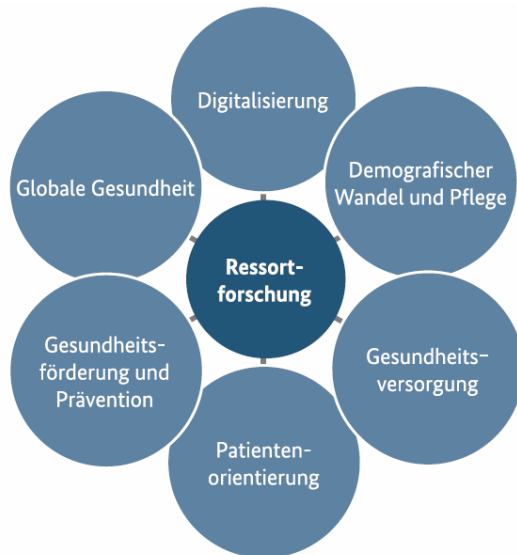 Digitalisierung
Demografischer
Wandel und Pflege
Globale Gesundheit
Ressort-
forschung
Gesundheits-
versorgung
Gesundheits-
förderung und
Prävention
Patienten-
orientierung